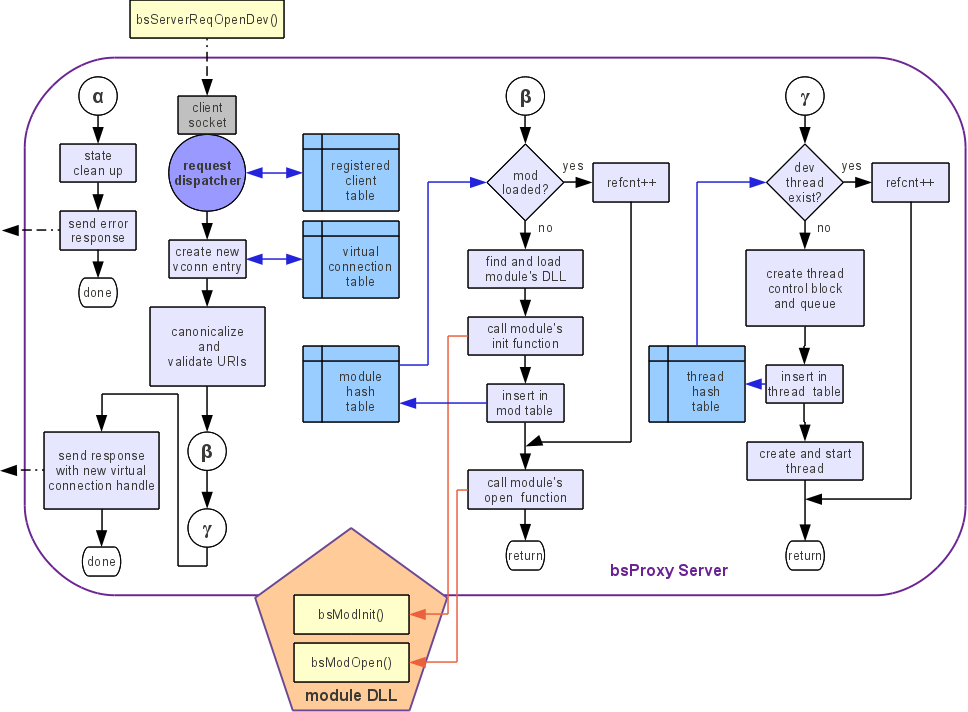 bsServerReqOpenDev()
α
state
clean up
send error
response
done
client
socket
request
dispatcher
registered
client
table
create new
vconn entry
virtual
connection
table
canonicalize
and
validate URIs
module
hash
table
β
γ
send response
with new virtual
connection handle
done
β
mod
loaded?
yes
refcnt++
no
find and load
module's DLL
call module's
init function
insert in
mod table
call module's
open function
return
γ
dev
thread
exist?
yes
refcnt++
no
create thread
control block
and queue
thread
hash
table
insert in
thread table
create and start
thread
return
bsProxy Server
bsModInit()
bsModOpen()
module DLL